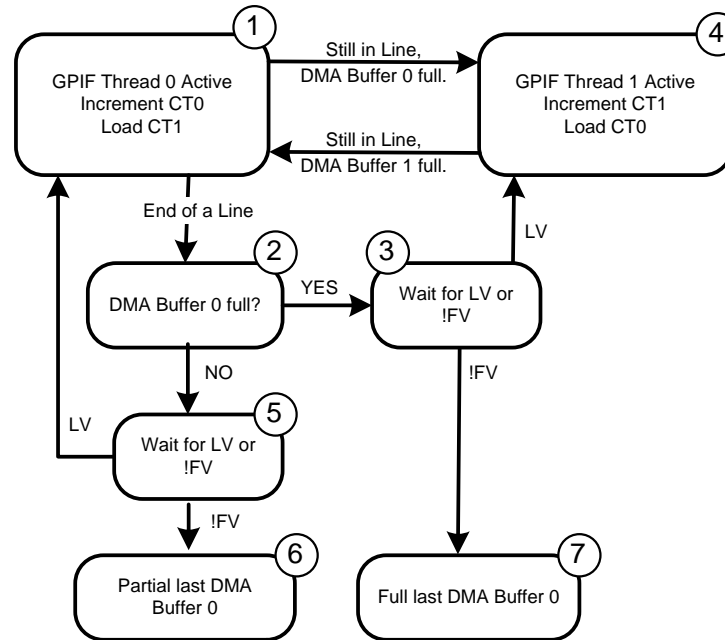 1
GPIF Thread 0 Active
Increment CT0
Load CT1
Still in Line,
DMA Buffer 0 full.
Still in Line,
DMA Buffer 1 full.
4
GPIF Thread 1 Active
Increment CT1
Load CT0
End of a Line
LV
2
DMA Buffer 0 full?
YES
3
Wait for LV or
!FV
NO
!FV
LV
5
Wait for LV or
!FV
!FV
6
Partial last DMA
Buffer 0
7
Full last DMA Buffer 0